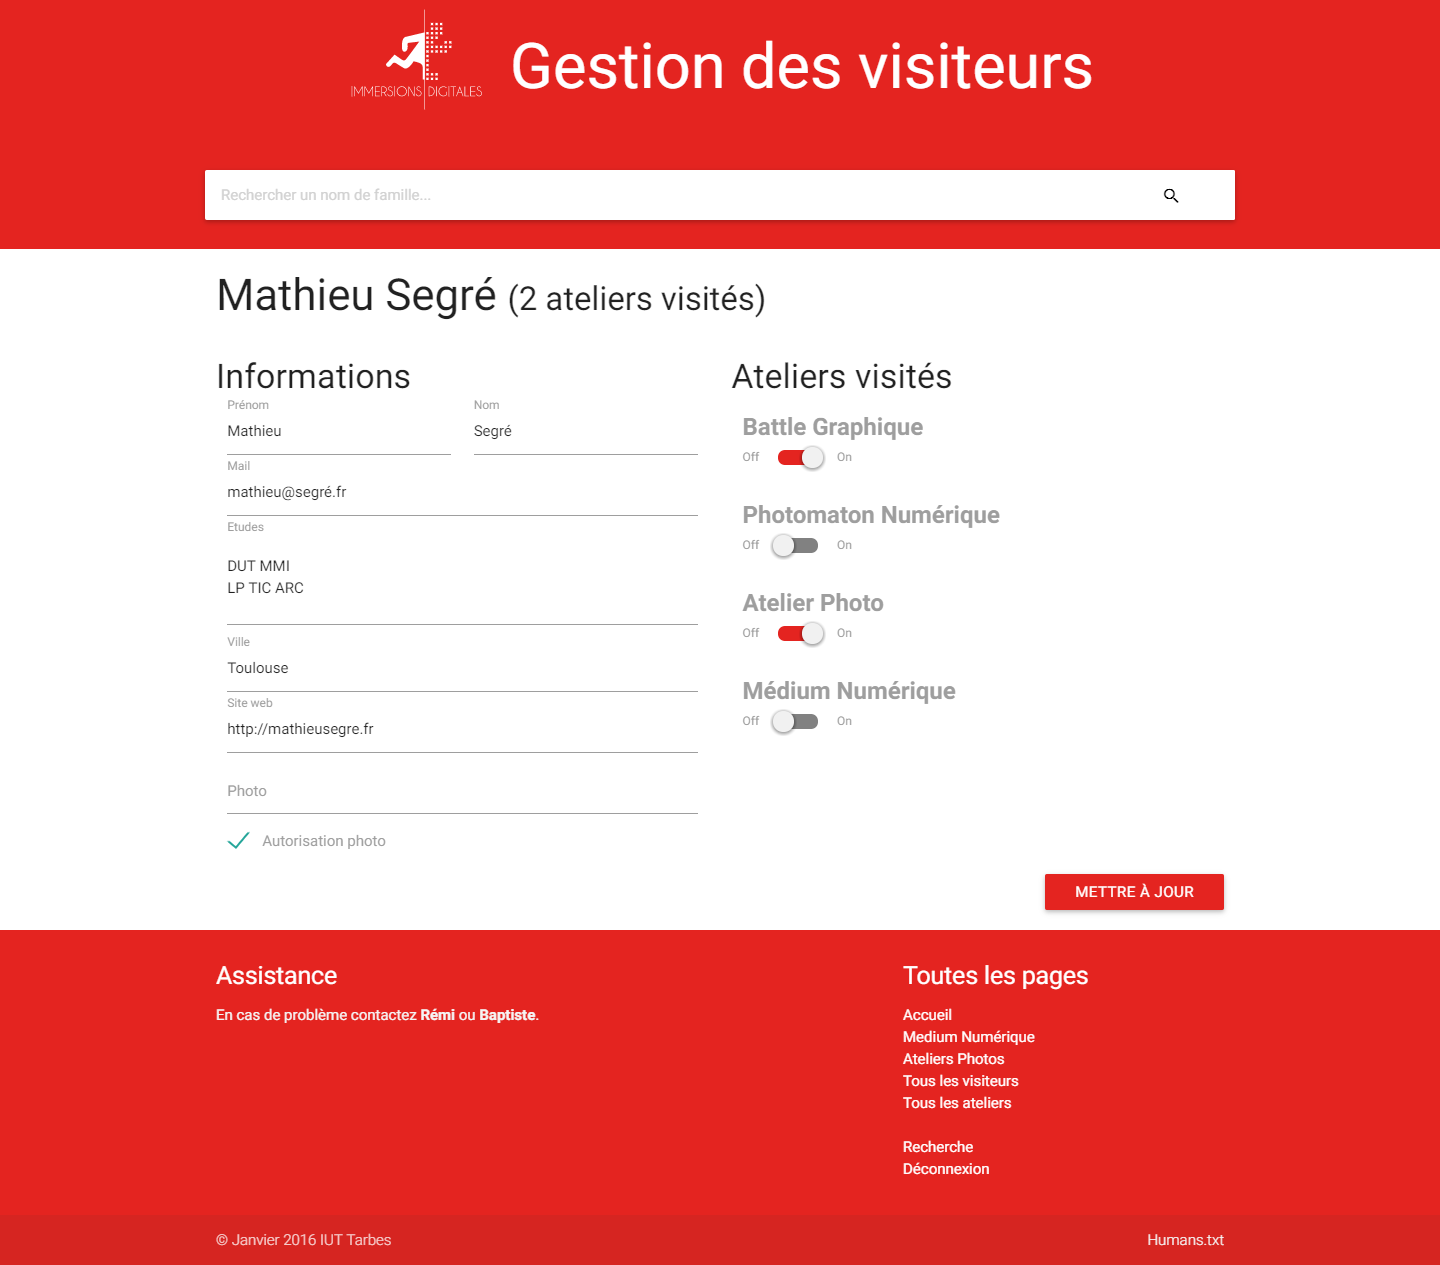 IMMERSIONS DIGITALES
Gestion des visiteurs
Rechercher un nom de famille...
Mathieu Segré (2 ateliers visités)
Informations
Prénom
Mathieu
Nom
Segré
Mail
mathieu@segré.fr
Etudes
DUT MMI
LP TIC ARC
Ville
Toulouse
Site web
http://mathieusegre.fr
Photo
Autorisation photo
Ateliers visités
Battle Graphique
Off On
Photomaton Numérique
Off On
Atelier Photo
Off On
Médium Numérique
Off On
METTRE À JOUR
Assistance
En cas de problème contactez Rémi ou Baptiste.
Toutes les pages
Accueil
Medium Numérique
Ateliers Photos
Tous les visiteurs
Tous les ateliers
Recherche
Déconnexion
© Janvier 2016 IUT Tarbes
Humans.txt